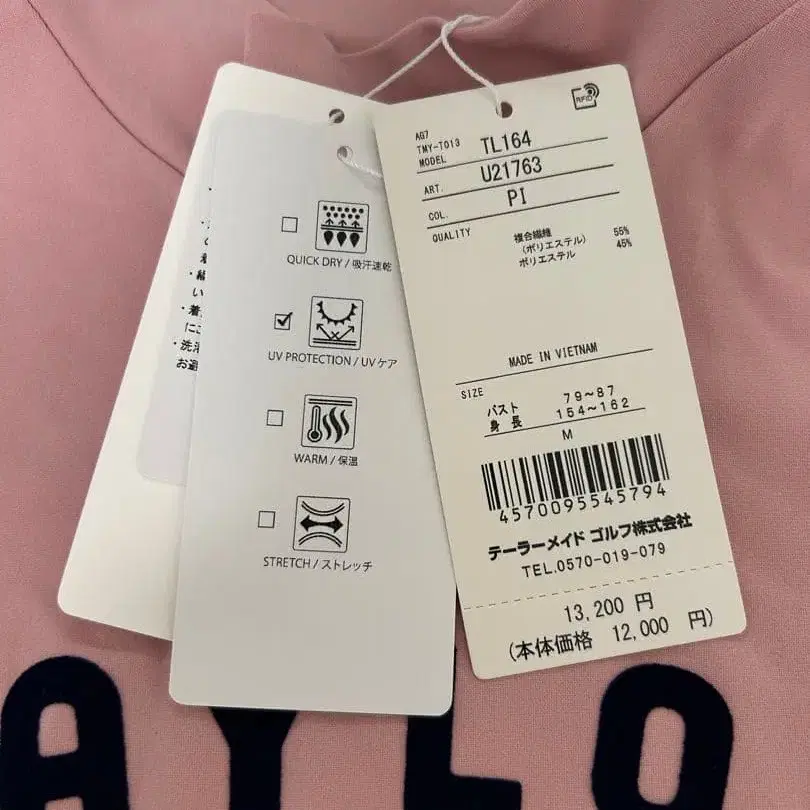 QUICK DRY / 吸汗速乾
UV PROTECTION / UV ケア
WARM / 保温
STRETCH / ストレッチ
RFID
AG7
TMY-T013
MODEL TL164
ART. U21763
COL. PI
QUALITY 複合繊維 55%
(ポリエステル) 45%
ポリエステル
MADE IN VIETNAM
SIZE
バスト 79～87
身長 154～162
M
4570095545794
テーラーメイド ゴルフ株式会社
TEL.0570-019-079
13,200 円
(本体価格 12,000 円)
AYLO